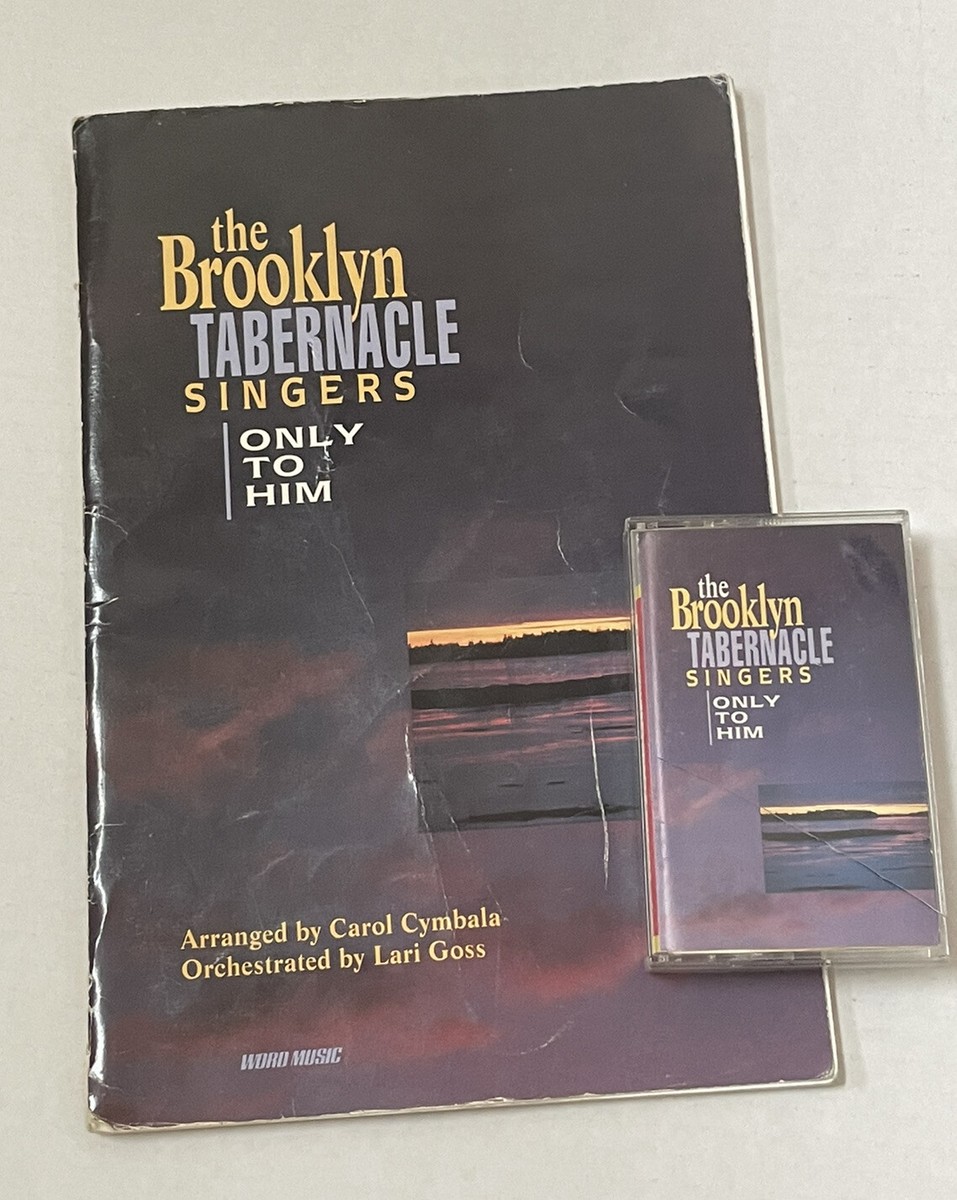 the
Brooklyn
TABERNACLE
SINGERS
ONLY
TO
HIM
Arranged by Carol Cymbala
Orchestrated by Lari Goss
WORD MUSIC
the
Brooklyn
TABERNACLE
SINGERS
ONLY
TO
HIM